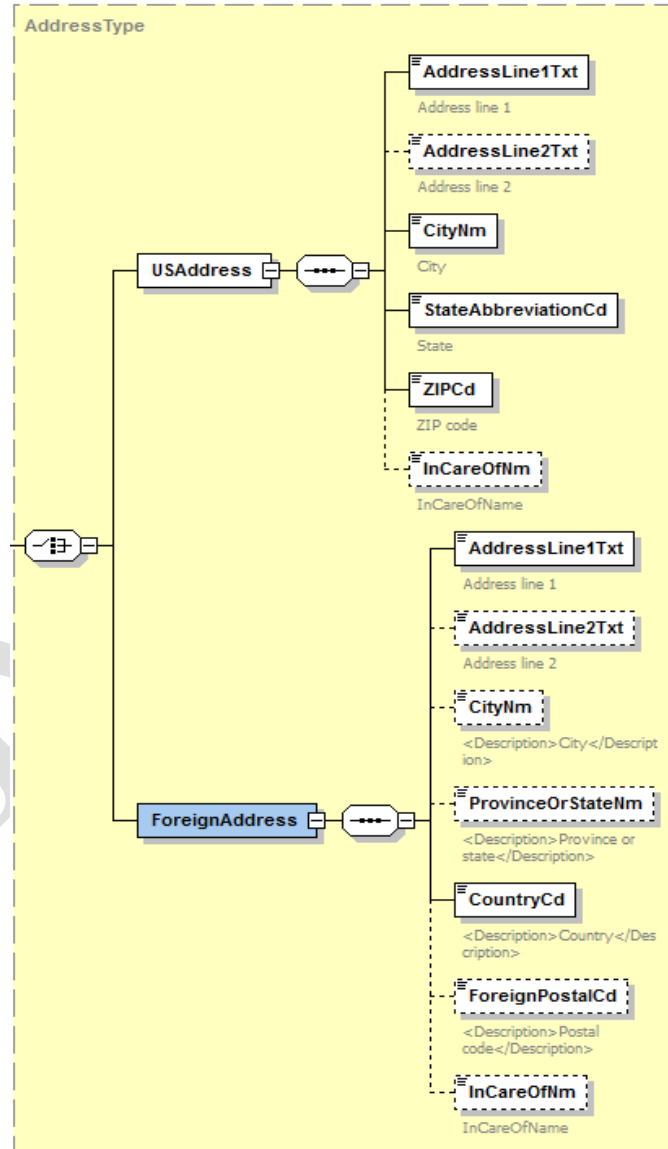 AddressType
AddressLine1Txt
Address line 1
AddressLine2Txt
Address line 2
CityNm
City
USAddress
StateAbbreviationCd
State
ZIPCd
ZIP code
InCareOfNm
InCareOfName
AddressLine1Txt
Address line 1
AddressLine2Txt
Address line 2
CityNm
<Description>City</Descript
ion>
ForeignAddress
ProvinceOrStateNm
<Description>Province or
state</Description>
CountryCd
<Description>Country</Des
cription>
ForeignPostalCd
<Description>Postal
code</Description>
InCareOfNm
InCareOfName